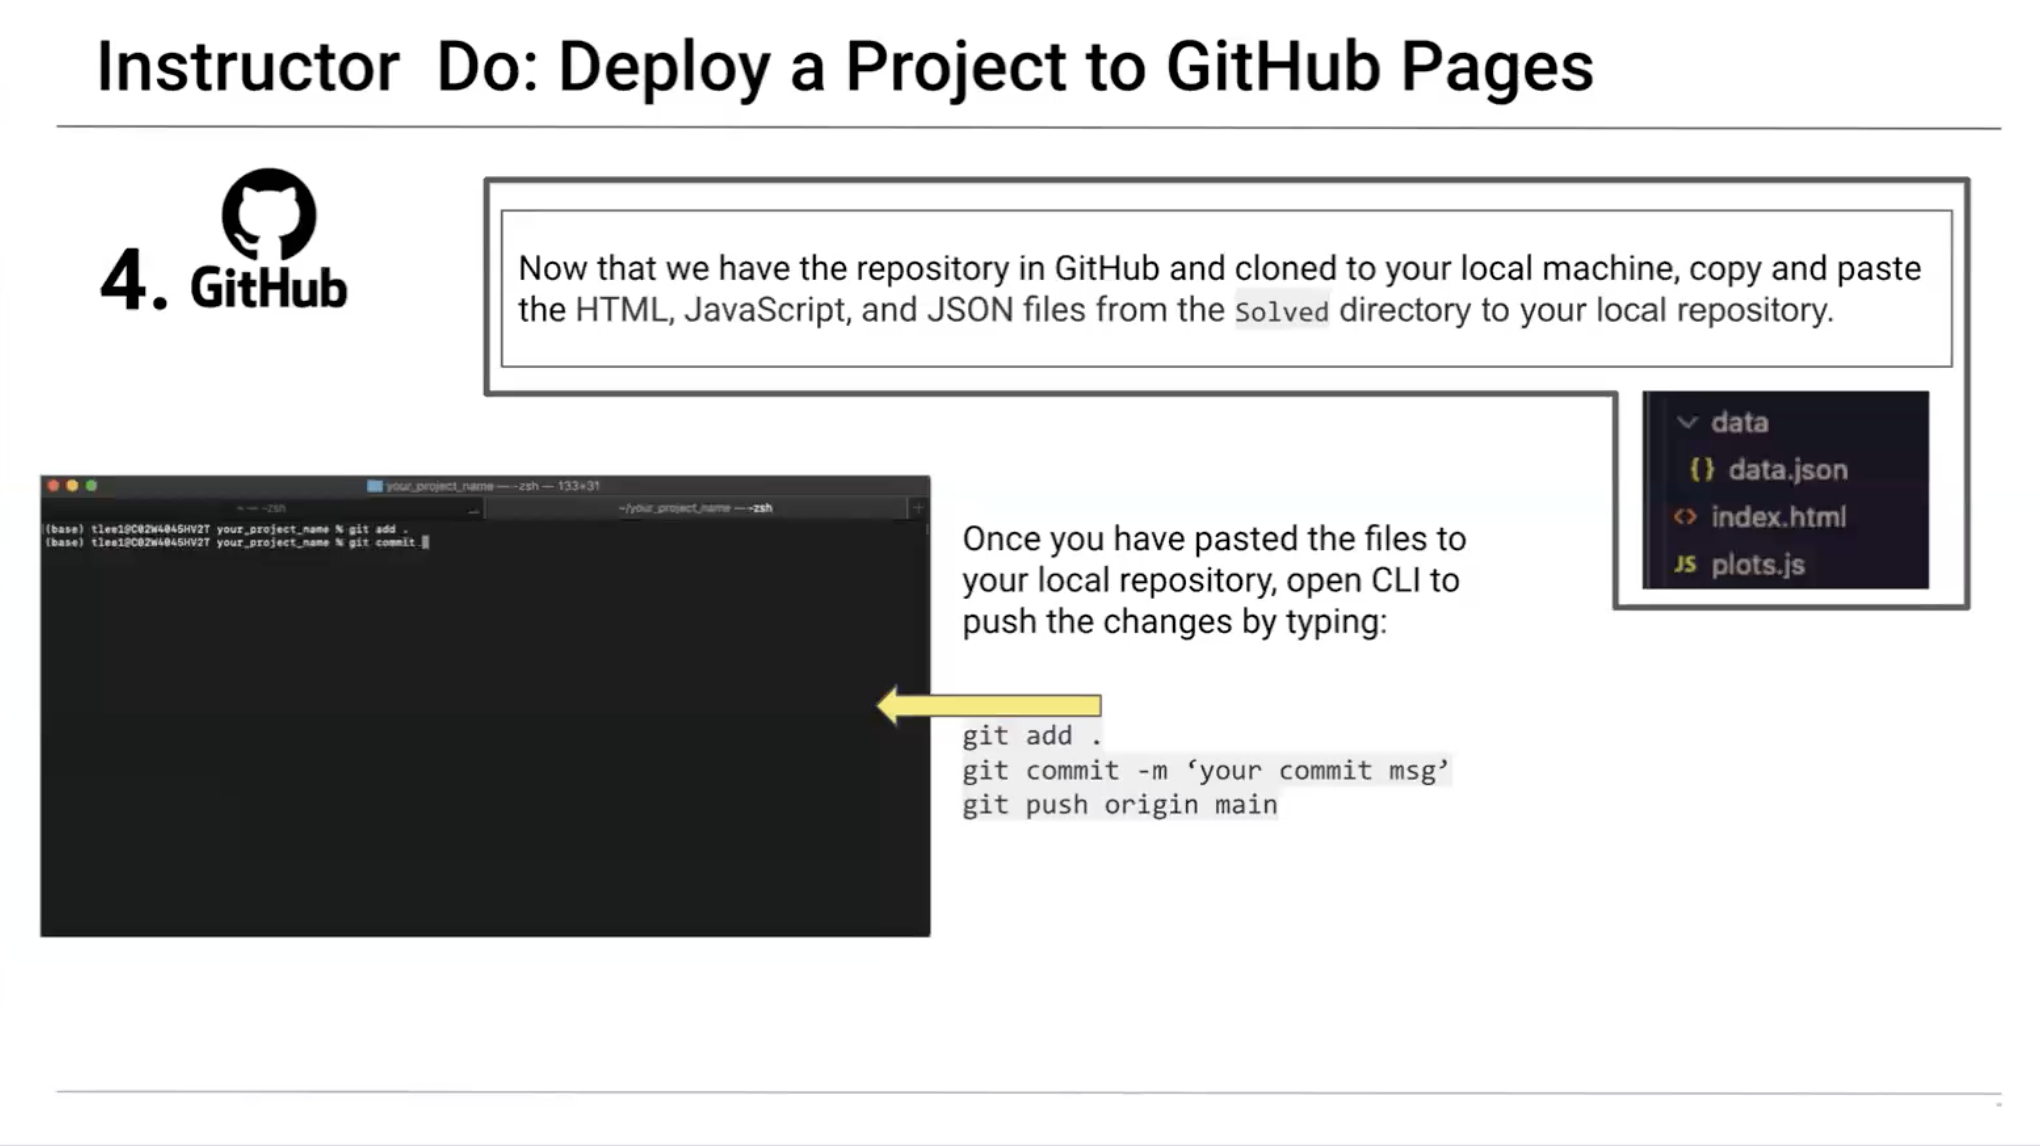 Instructor  Do: Deploy a Project to GitHub Pages
4.
GitHub
Now that we have the repository in GitHub and cloned to your local machine, copy and paste
the HTML, JavaScript, and JSON files from the Solved directory to your local repository.
data
{} data.json
<> index.html
JS plots.js
your_project_name — -zsh — 133×31
~ — -zsh
~/your_project_name — -zsh
(base) tlee1@C02W4045HV2T your_project_name % git add .
(base) tlee1@C02W4045HV2T your_project_name % git commit
Once you have pasted the files to
your local repository, open CLI to
push the changes by typing:
git add .
git commit -m ‘your commit msg’
git push origin main